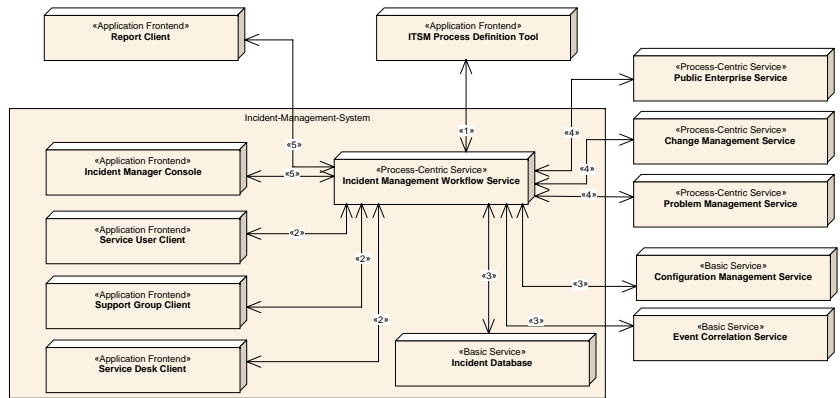 «Application Frontend»
Report Client
«Application Frontend»
ITSM Process Definition Tool
«Process-Centric Service»
Public Enterprise Service
Incident-Management-System
«1»
«5»
«4»
«Process-Centric Service»
Change Management Service
«Application Frontend»
Incident Manager Console
«5»
«Process-Centric Service»
Incident Management Workflow Service
«4»
«4»
«Process-Centric Service»
Problem Management Service
«Application Frontend»
Service User Client
«2»
«Application Frontend»
Support Group Client
«2»
«3»
«3»
«Basic Service»
Configuration Management Service
«Application Frontend»
Service Desk Client
«2»
«3»
«Basic Service»
Event Correlation Service
«Basic Service»
Incident Database